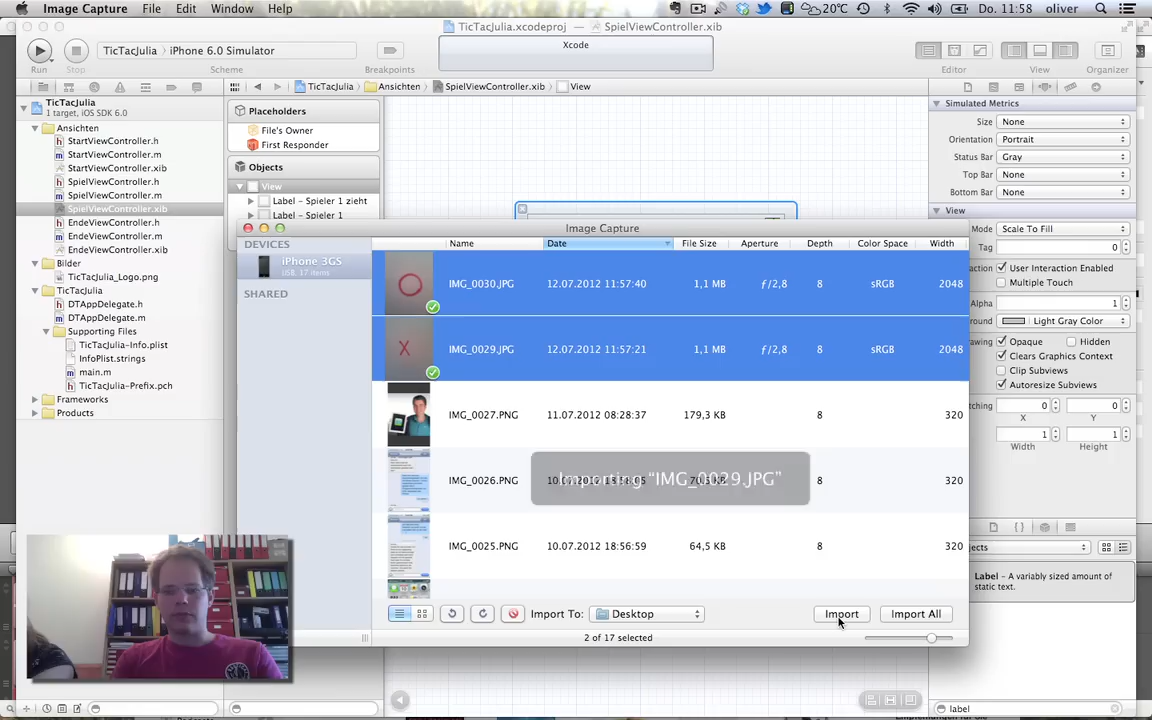 Image Capture File Edit Window Help 20°C Do. 11:58 oliver
TicTacJulia.xcodeproj — SpielViewController.xib
TicTacJulia iPhone 6.0 Simulator
Xcode
Run Stop Scheme Breakpoints Editor View Organizer
TicTacJulia Ansichten SpielViewController.xib View
TicTacJulia
1 target, iOS SDK 6.0
Ansichten
StartViewController.h
StartViewController.m
StartViewController.xib
SpielViewController.h
SpielViewController.m
SpielViewController.xib
EndeViewController.h
EndeViewController.m
EndeViewController.xib
Bilder
TicTacJulia_Logo.png
TicTacJulia
DTAppDelegate.h
DTAppDelegate.m
Supporting Files
TicTacJulia-Info.plist
InfoPlist.strings
main.m
TicTacJulia-Prefix.pch
Frameworks
Products
Placeholders
File's Owner
First Responder
Objects
View
Label - Spieler 1 zieht
Label - Spieler 1
Image Capture
DEVICES
iPhone 3GS
USB, 17 items
SHARED
Name Date File Size Aperture Depth Color Space Width
IMG_0030.JPG 12.07.2012 11:57:40 1,1 MB ƒ/2,8 8 sRGB 2048
IMG_0029.JPG 12.07.2012 11:57:21 1,1 MB ƒ/2,8 8 sRGB 2048
IMG_0027.PNG 11.07.2012 08:28:37 179,3 KB 8 320
IMG_0026.PNG 8 320
Importing “IMG_0029.JPG”
IMG_0025.PNG 10.07.2012 18:56:59 64,5 KB 8 320
Import To: Desktop Import Import All
2 of 17 selected
Simulated Metrics
Size None
Orientation Portrait
Status Bar Gray
Top Bar None
Bottom Bar None
View
Mode Scale To Fill
Tag 0
User Interaction Enabled
Multiple Touch
Alpha 1
Light Gray Color
Opaque Hidden
Clears Graphics Context
Clip Subviews
Autoresize Subviews
0 0
X Y
1 1
Width Height
Label - A variably sized amount of
static text.
label